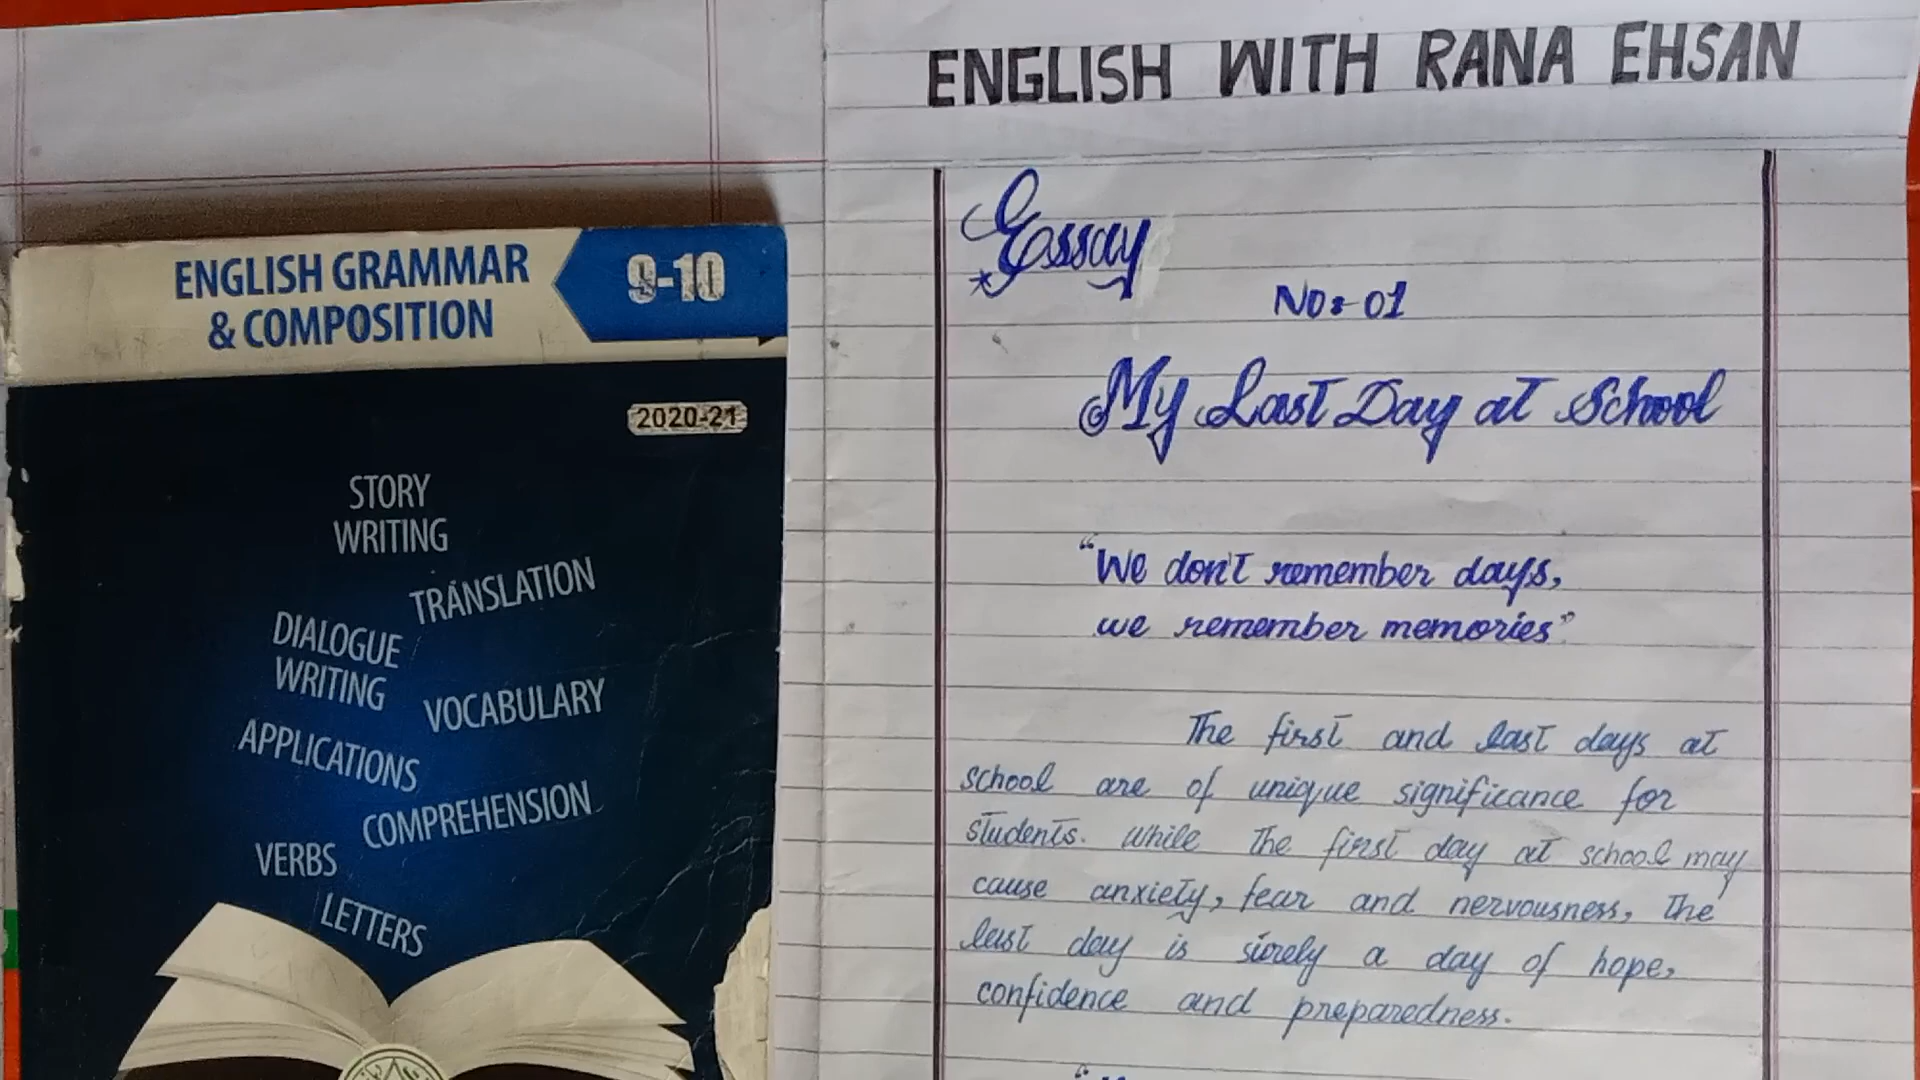 ENGLISH GRAMMAR
& COMPOSITION
9-10
2020-21
STORY
WRITING
TRANSLATION
DIALOGUE
WRITING
VOCABULARY
APPLICATIONS
COMPREHENSION
VERBS
LETTERS
ENGLISH WITH RANA EHSAN
Essay
No:-01
My Last Day at School
"We don't remember days,
we remember memories"
The first and last days at
school are of unique significance for
students. While the first day at school may
cause anxiety, fear and nervousness, the
last day is surely a day of hope,
confidence and preparedness.